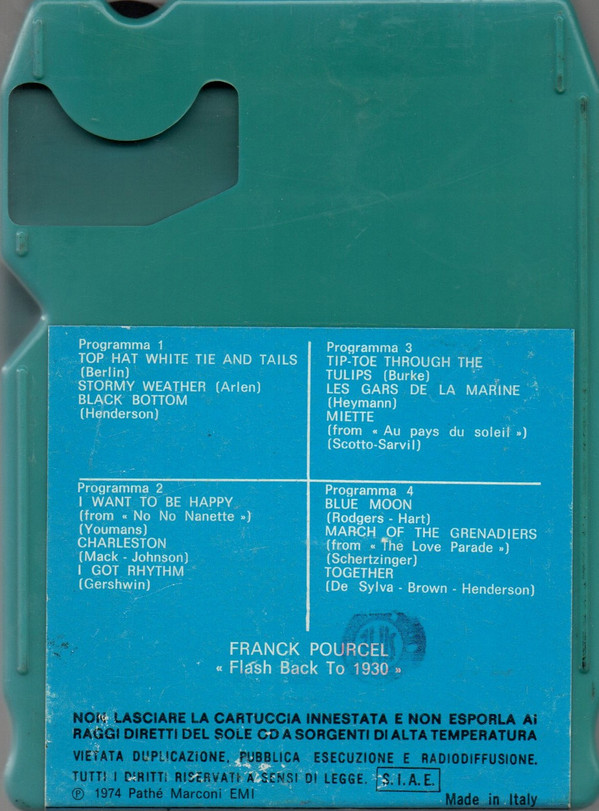 Programma 1
TOP HAT WHITE TIE AND TAILS
(Berlin)
STORMY WEATHER (Arlen)
BLACK BOTTOM
(Henderson)
Programma 3
TIP-TOE THROUGH THE
TULIPS (Burke)
LES GARS DE LA MARINE
(Heymann)
MIETTE
(from « Au pays du soleil »)
(Scotto-Sarvil)
Programma 2
I WANT TO BE HAPPY
(from « No No Nanette »)
(Youmans)
CHARLESTON
(Mack - Johnson)
I GOT RHYTHM
(Gershwin)
Programma 4
BLUE MOON
(Rodgers - Hart)
MARCH OF THE GRENADIERS
(from « The Love Parade »)
(Schertzinger)
TOGETHER
(De Sylva - Brown - Henderson)
FRANCK POURCEL
« Flash Back To 1930 »
NON LASCIARE LA CARTUCCIA INNESTATA E NON ESPORLA Ai
RAGGI DIRETTI DEL SOLE OD A SORGENTI DI ALTA TEMPERATURA
VIETATA DUPLICAZIONE, PUBBLICA ESECUZIONE E RADIODIFFUSIONE.
TUTTI I DIRITTI RISERVATI A SENSI DI LEGGE. S.I.A.E.
℗ 1974 Pathé Marconi EMI
Made in Italy